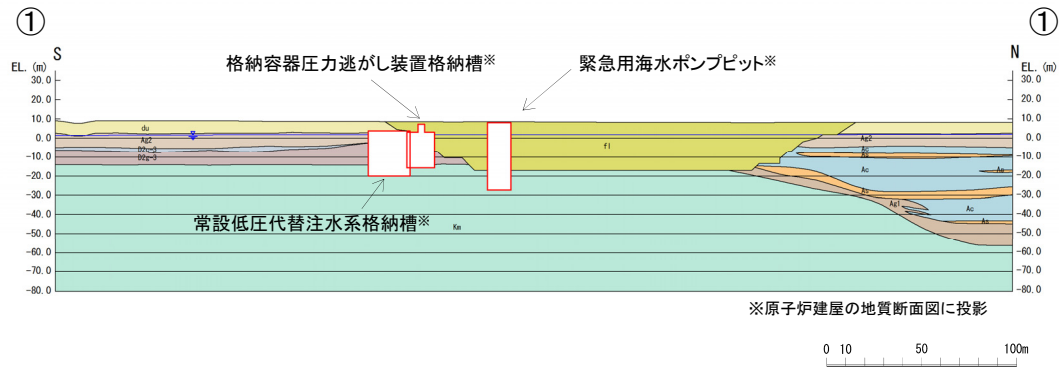 ① ①
S N
EL. (m) EL. (m)
格納容器圧力逃がし装置格納槽※ 緊急用海水ポンプピット※
30.0 30.0
20.0 20.0
10.0 10.0
0.0 0.0
-10.0 -10.0
-20.0 -20.0
-30.0 -30.0
-40.0 -40.0
-50.0 -50.0
-60.0 -60.0
-70.0 -70.0
-80.0 -80.0
du
Ag2 Ag2
D2c-3 Ac
D2g-3 As
fl
Ac As
As
Ag1 Ac
As
常設低圧代替注水系格納槽※
Km
※原子炉建屋の地質断面図に投影
0 10 50 100m